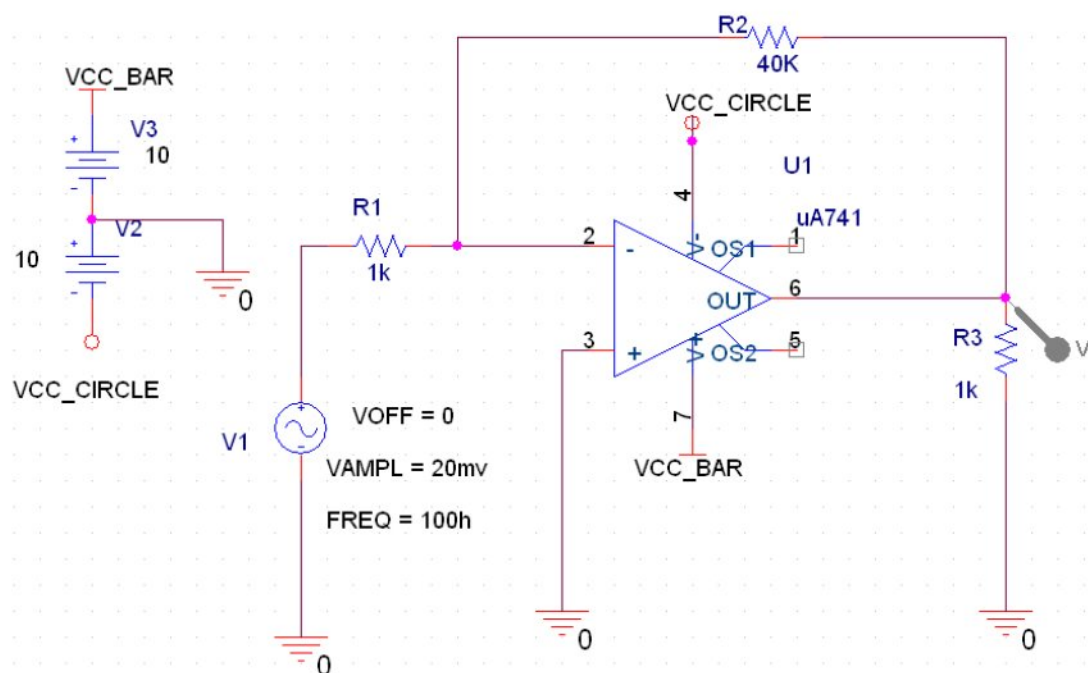 VCC_BAR
V3
10
V2
10
0
VCC_CIRCLE
R2
40K
VCC_CIRCLE
U1
4
uA741
R1
1k
2
-
V-
OS1
1
OUT
6
3
+
V+
OS2
5
7
VCC_BAR
R3
1k
V
V1
+
-
VOFF = 0
VAMPL = 20mv
FREQ = 100h
0
0
0